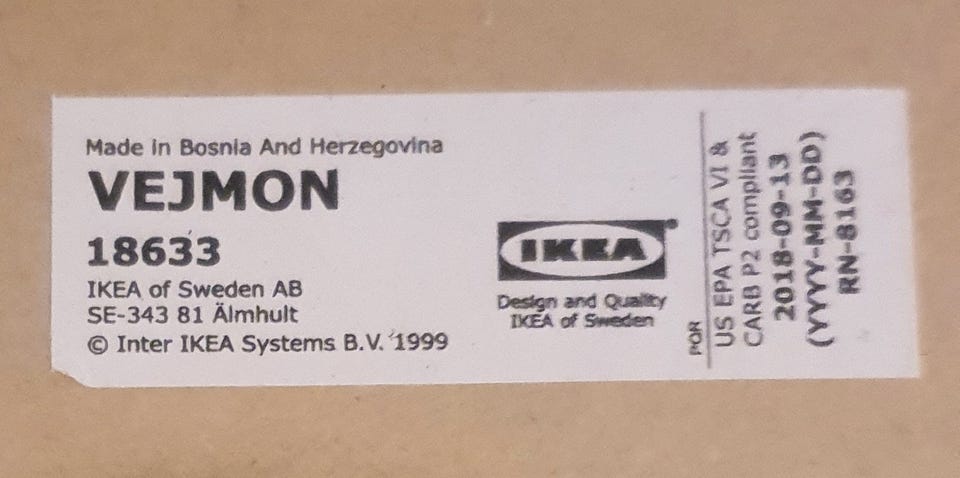 Made in Bosnia And Herzegovina
VEJMON
18633
IKEA of Sweden AB
SE-343 81 Älmhult
© Inter IKEA Systems B.V. 1999
IKEA
Design and Quality
IKEA of Sweden
POR
US EPA TSCA VI &
CARB P2 compliant
2018-09-13
(YYYY-MM-DD)
RN-8163